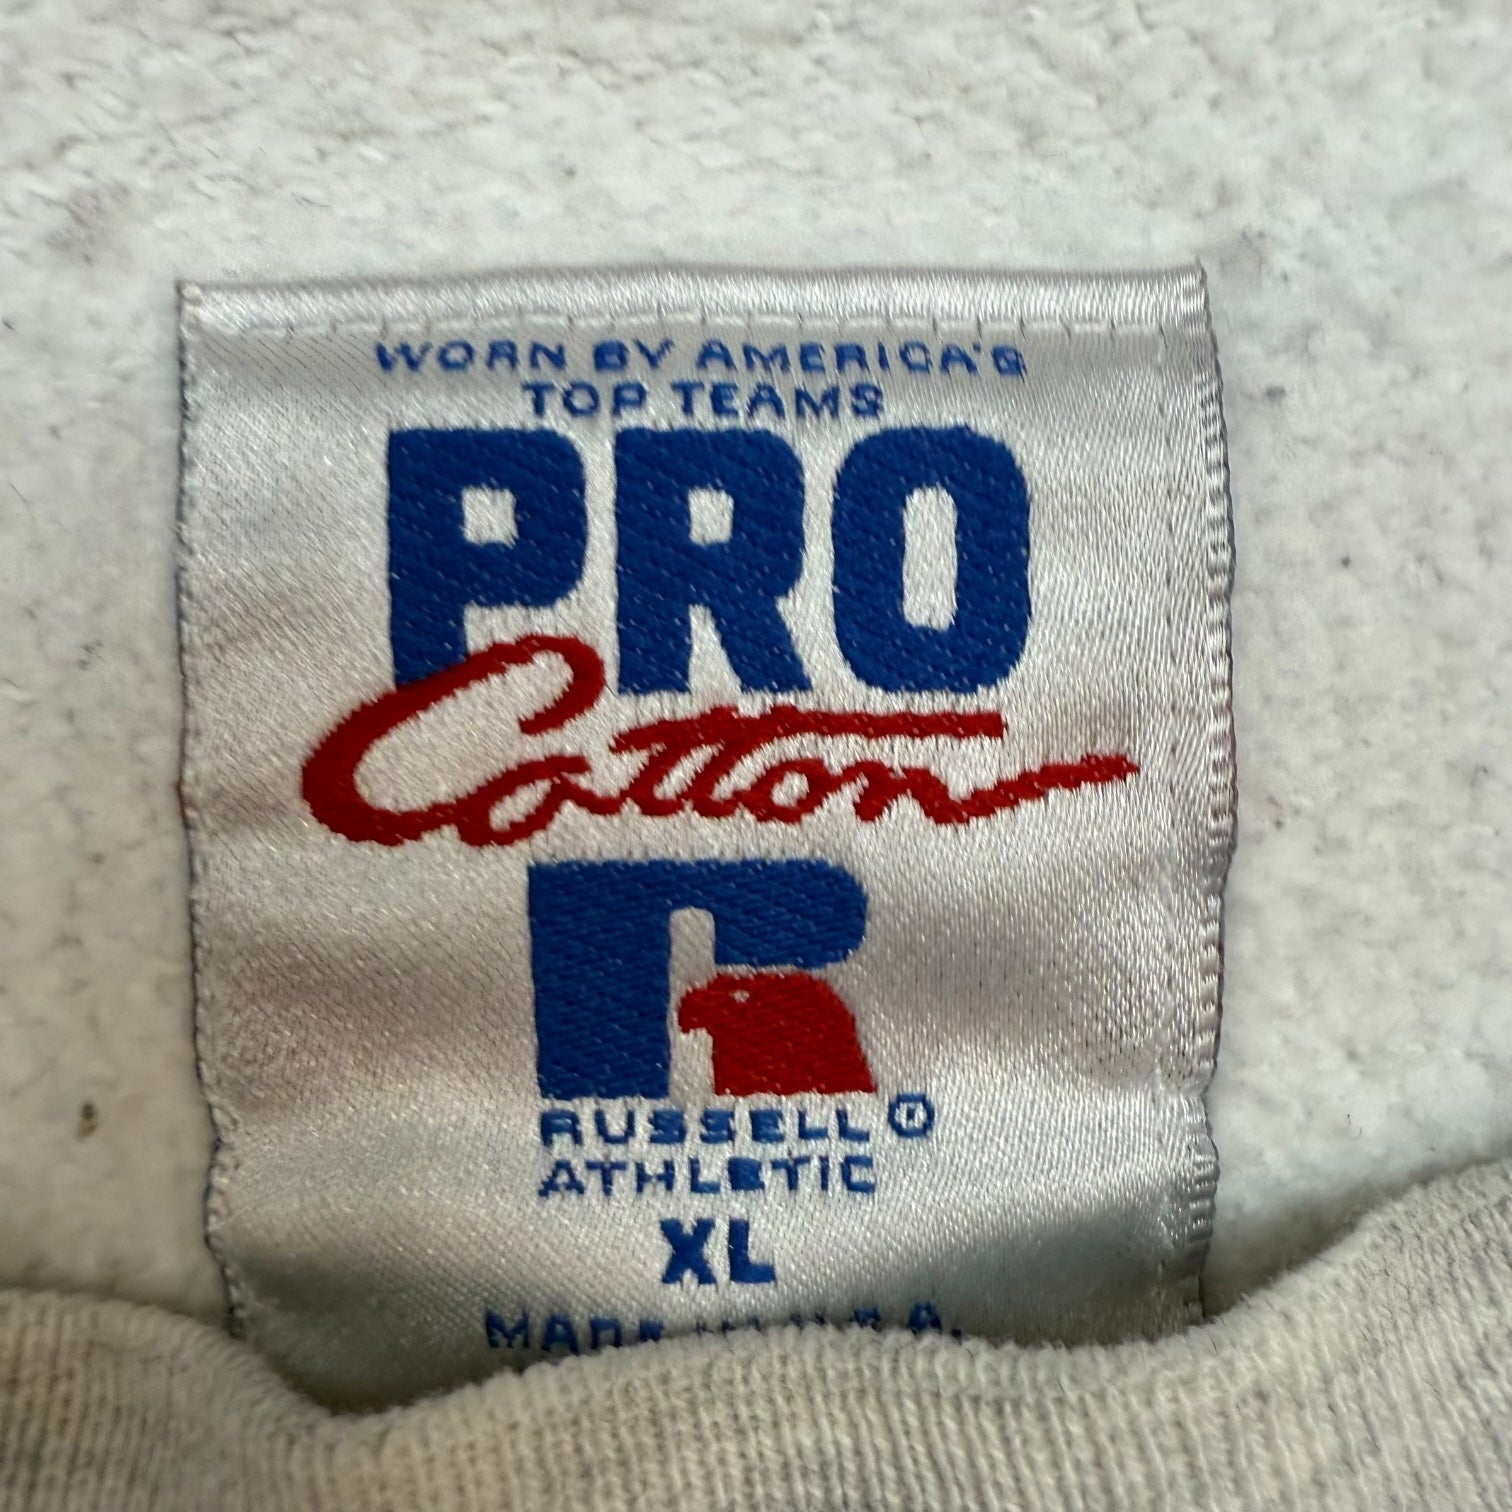 WORN BY AMERICA'S
TOP TEAMS
PRO
Cotton
R
RUSSELL ®
ATHLETIC
XL
MADE IN U.S.A.